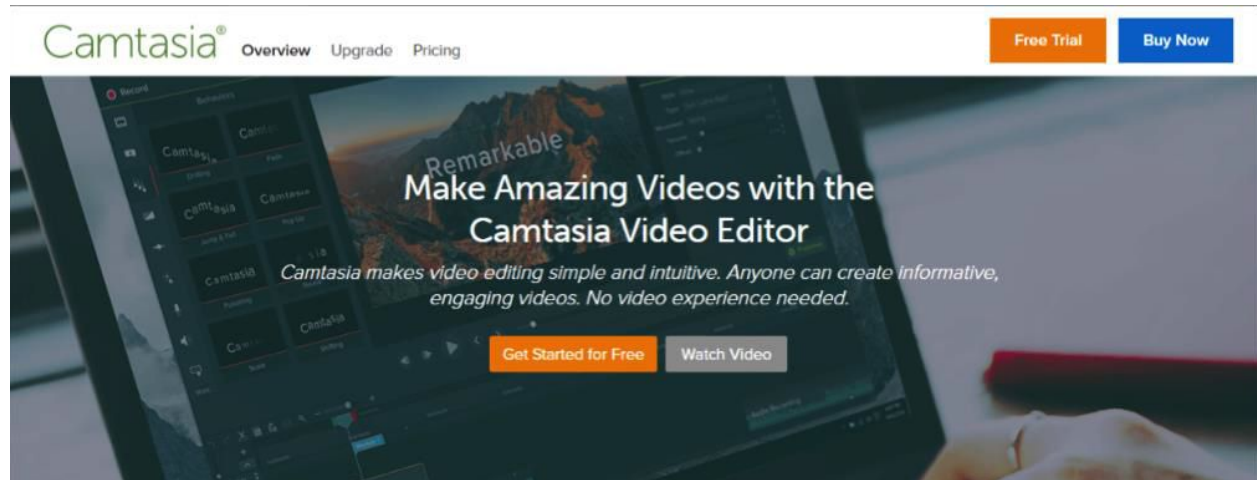 Camtasia®
Overview Upgrade Pricing
Free Trial
Buy Now
Record
Behaviors
Remarkable
Make Amazing Videos with the
Camtasia Video Editor
Camtasia makes video editing simple and intuitive. Anyone can create informative,
engaging videos. No video experience needed.
Get Started for Free
Watch Video